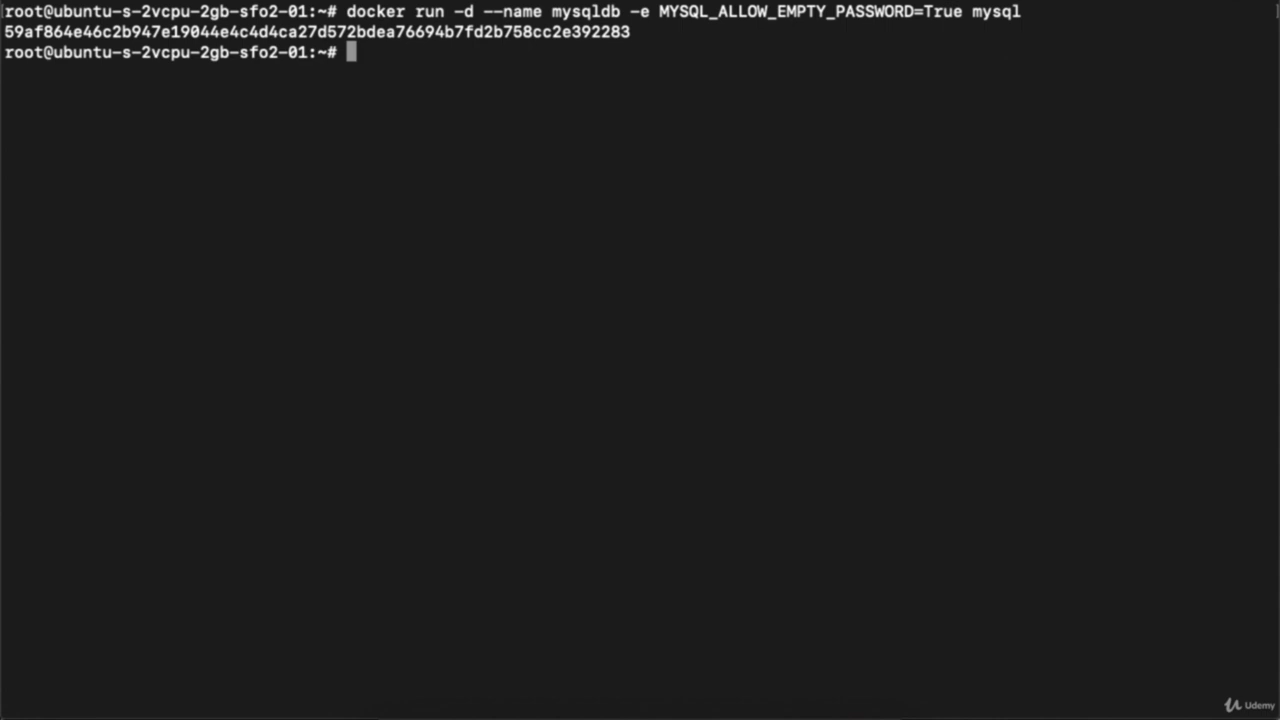 root@ubuntu-s-2vcpu-2gb-sfo2-01:~# docker run -d --name mysqldb -e MYSQL_ALLOW_EMPTY_PASSWORD=True mysql
59af864e46c2b947e19044e4c4d4ca27d572bdea76694b7fd2b758cc2e392283
root@ubuntu-s-2vcpu-2gb-sfo2-01:~#
Udemy